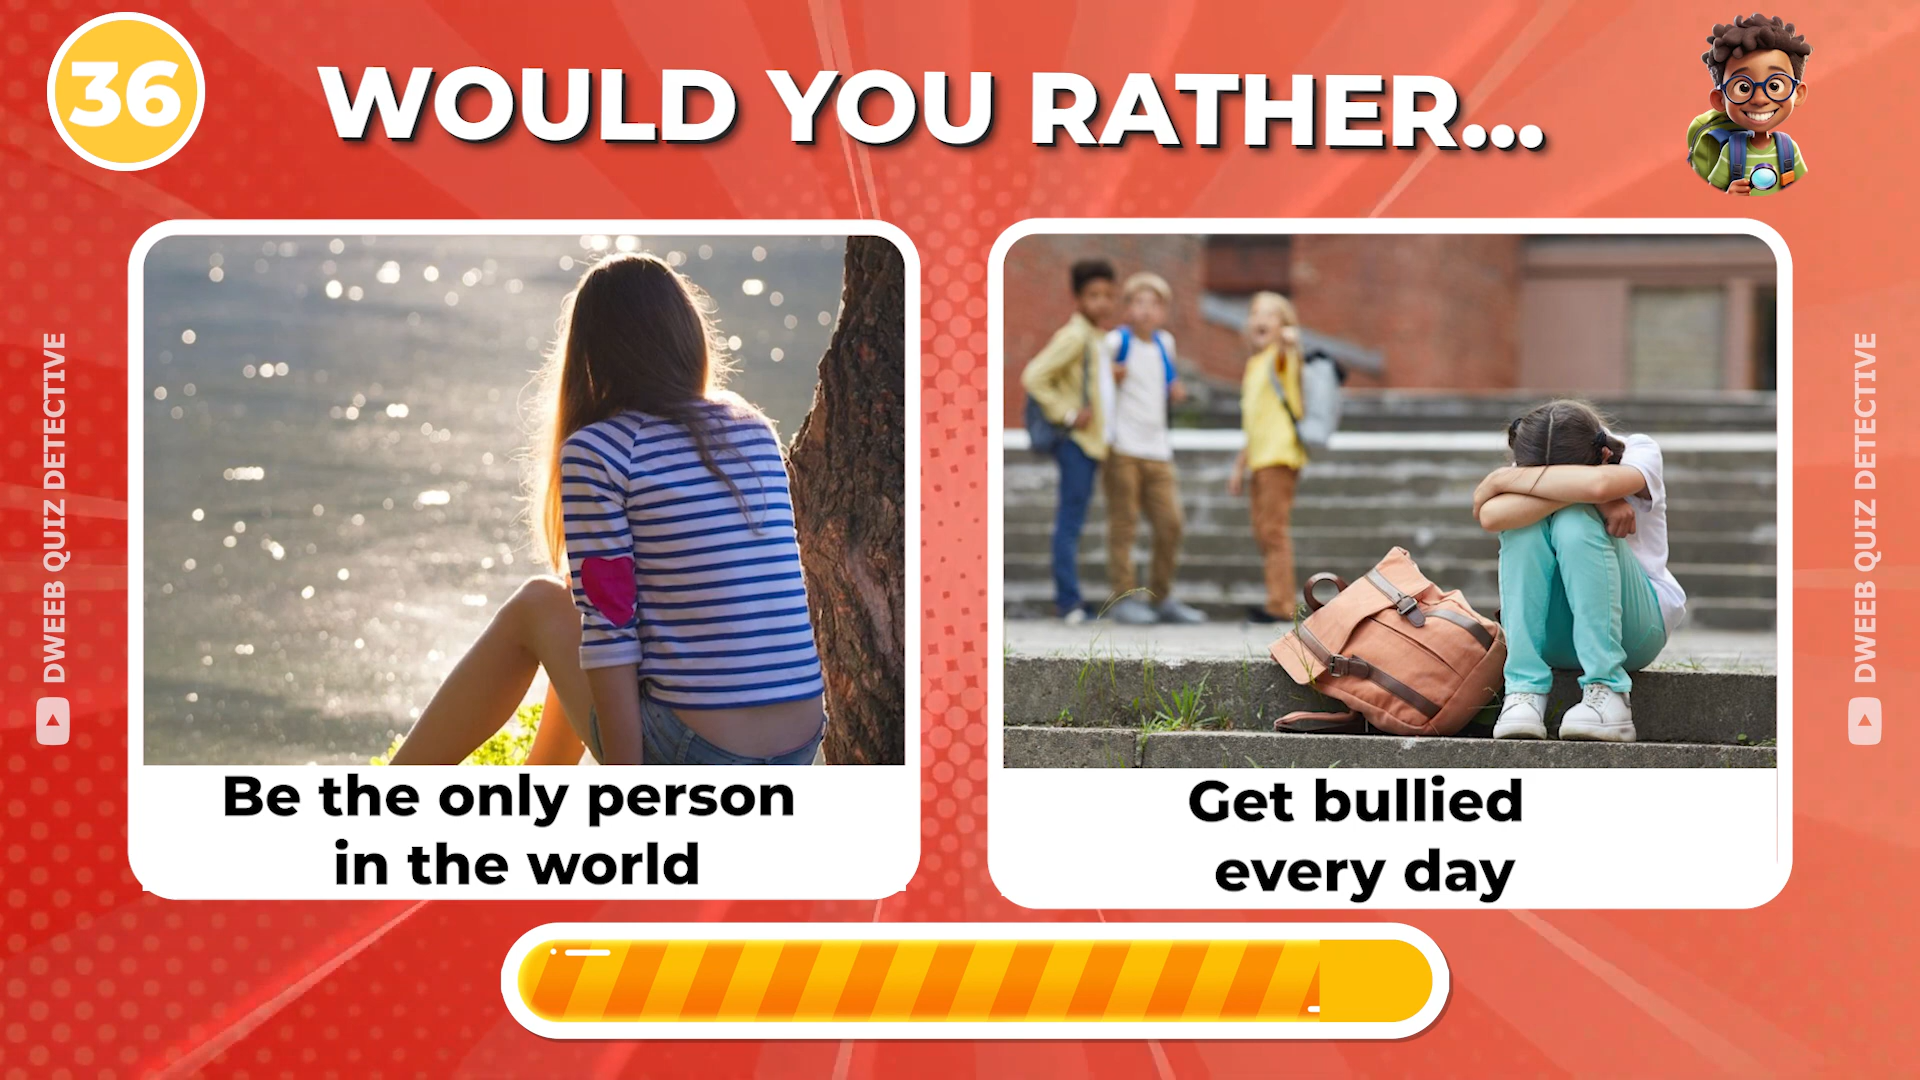 36
WOULD YOU RATHER...
DWEEB QUIZ DETECTIVE
Be the only person
in the world
Get bullied
every day
DWEEB QUIZ DETECTIVE